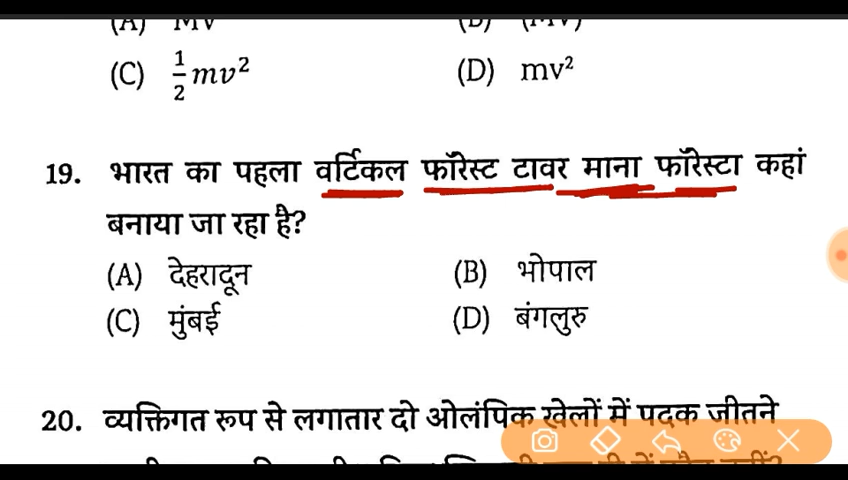 (C) ½mv² (D) mv²
19. भारत का पहला वर्टिकल फॉरेस्ट टावर माना फॉरेस्टा कहां
बनाया जा रहा है?
(A) देहरादून (B) भोपाल
(C) मुंबई (D) बंगलुरु
20. व्यक्तिगत रूप से लगातार दो ओलंपिक खेलों में पदक जीतने